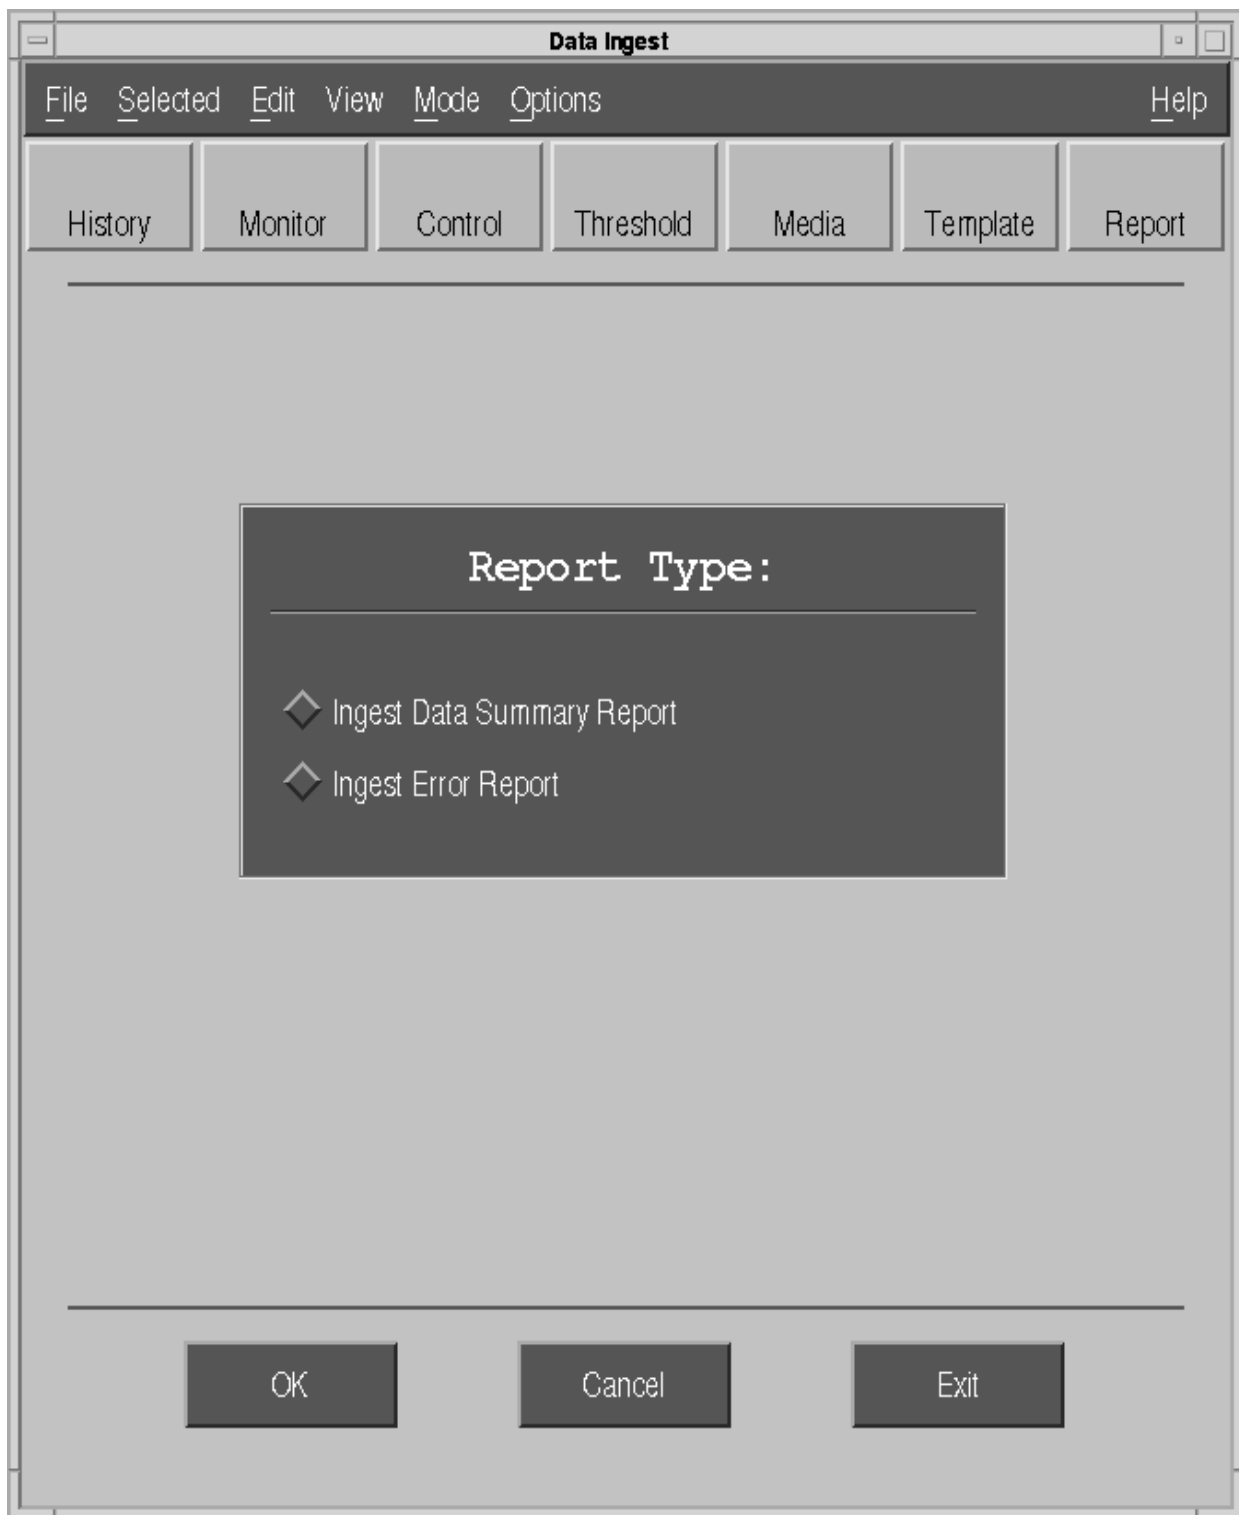 Data Ingest
File Selected Edit View Mode Options Help
History Monitor Control Threshold Media Template Report
Report Type:
Ingest Data Summary Report
Ingest Error Report
OK Cancel Exit